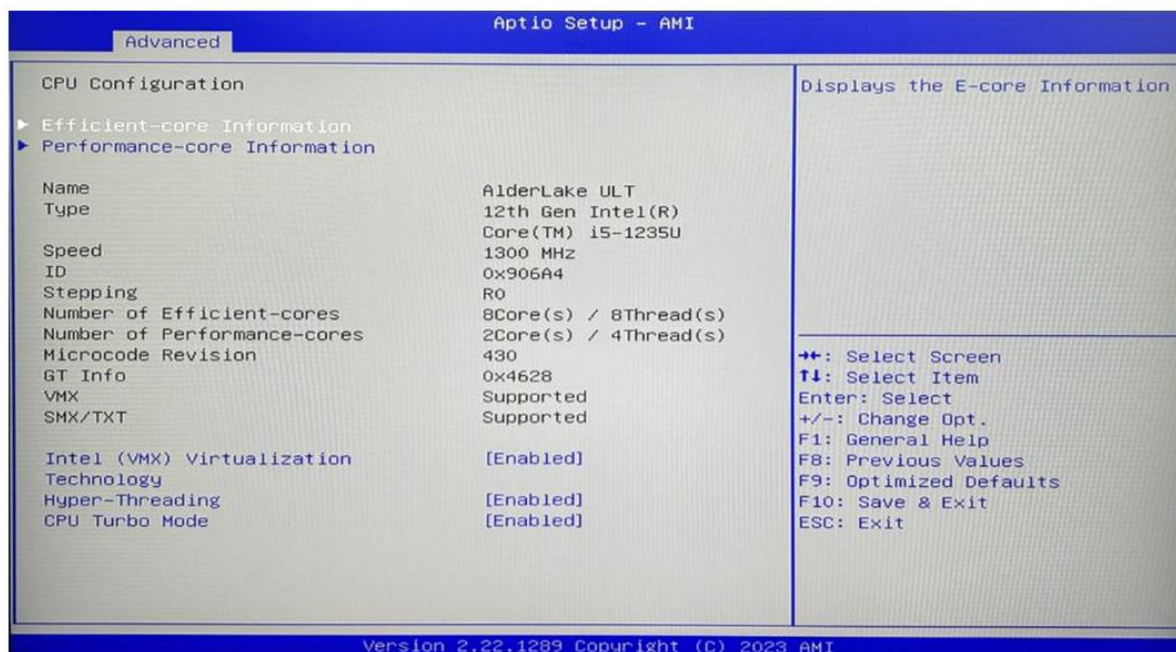 Aptio Setup - AMI
Advanced
CPU Configuration
Efficient-core Information
Performance-core Information
Name AlderLake ULT
Type 12th Gen Intel(R)
Core(TM) i5-1235U
Speed 1300 MHz
ID 0x906A4
Stepping R0
Number of Efficient-cores 8Core(s) / 8Thread(s)
Number of Performance-cores 2Core(s) / 4Thread(s)
Microcode Revision 430
GT Info 0x4628
VMX Supported
SMX/TXT Supported
Intel (VMX) Virtualization [Enabled]
Technology
Hyper-Threading [Enabled]
CPU Turbo Mode [Enabled]
Displays the E-core Information
→←: Select Screen
↑↓: Select Item
Enter: Select
+/-: Change Opt.
F1: General Help
F8: Previous Values
F9: Optimized Defaults
F10: Save & Exit
ESC: Exit
Version 2.22.1289 Copyright (C) 2023 AMI